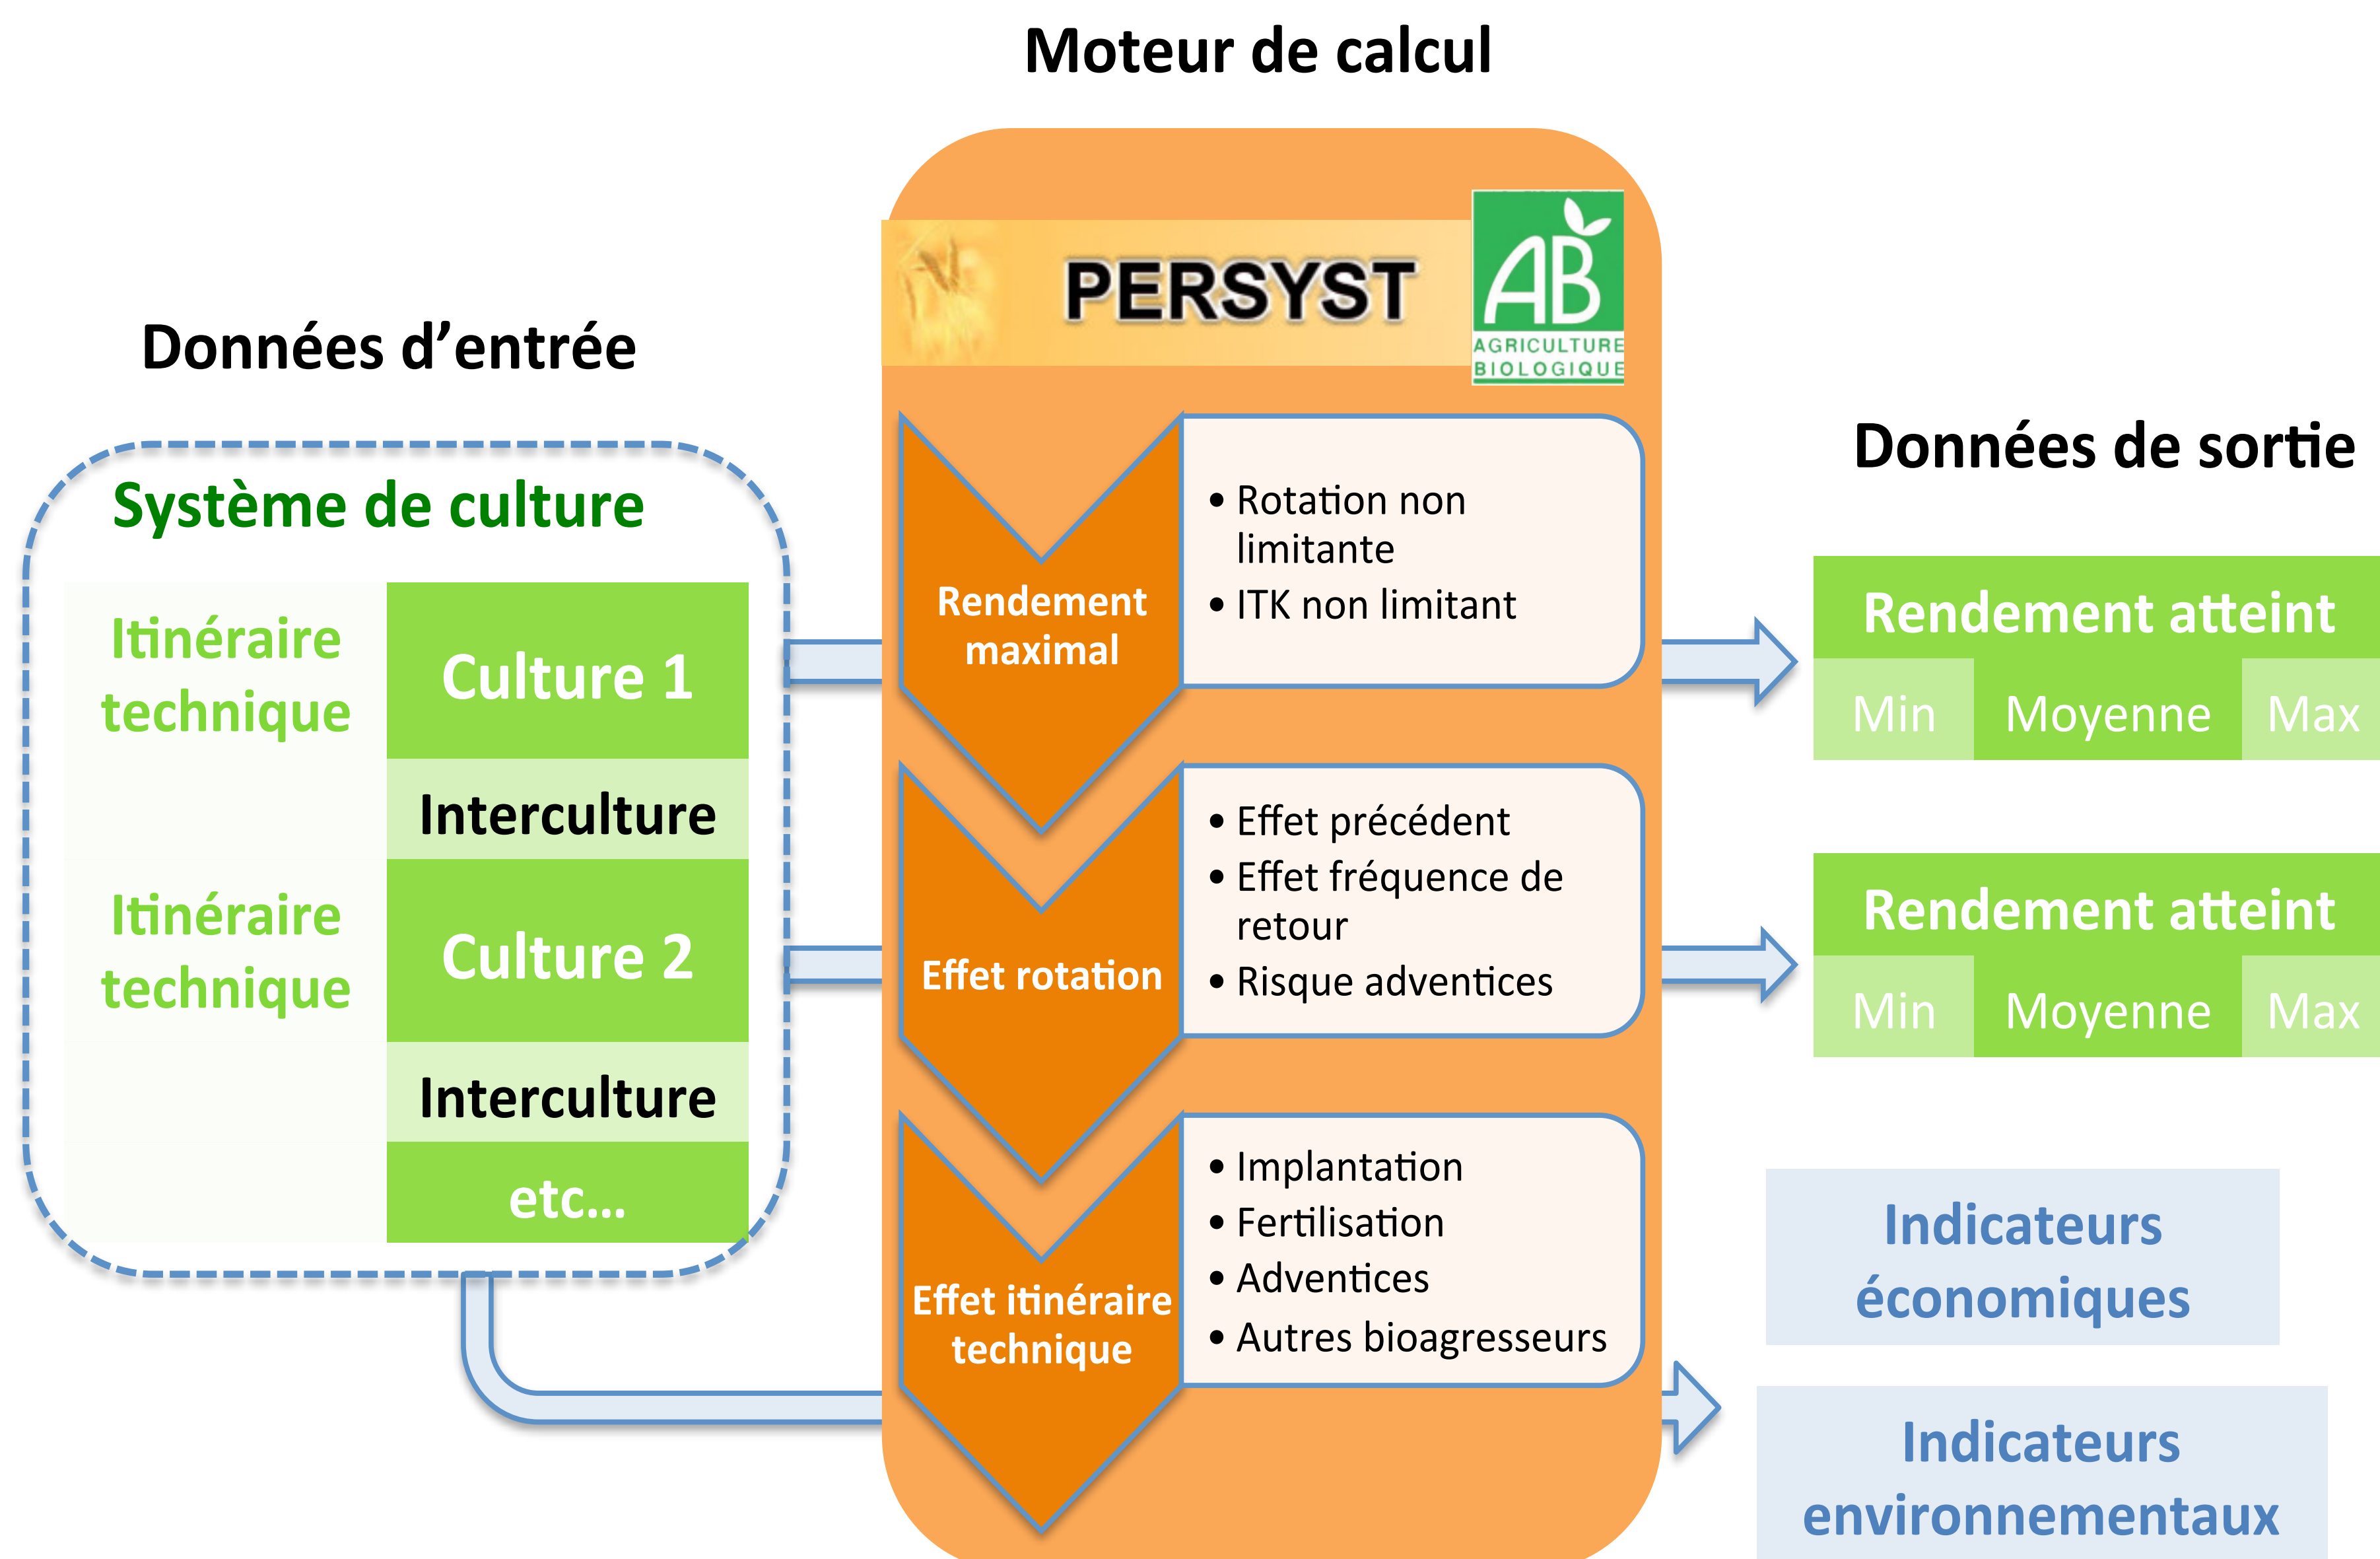 Moteur de calcul
PERSYST
AB
AGRICULTURE
BIOLOGIQUE
Données d’entrée
Système de culture
Itinéraire
technique
Culture 1
Interculture
Itinéraire
technique
Culture 2
Interculture
etc...
Rendement
maximal
• Rotation non
limitante
• ITK non limitant
Effet rotation
• Effet précédent
• Effet fréquence de
retour
• Risque adventices
Effet itinéraire
technique
• Implantation
• Fertilisation
• Adventices
• Autres bioagresseurs
Données de sortie
Rendement atteint
Min Moyenne Max
Rendement atteint
Min Moyenne Max
Indicateurs
économiques
Indicateurs
environnementaux